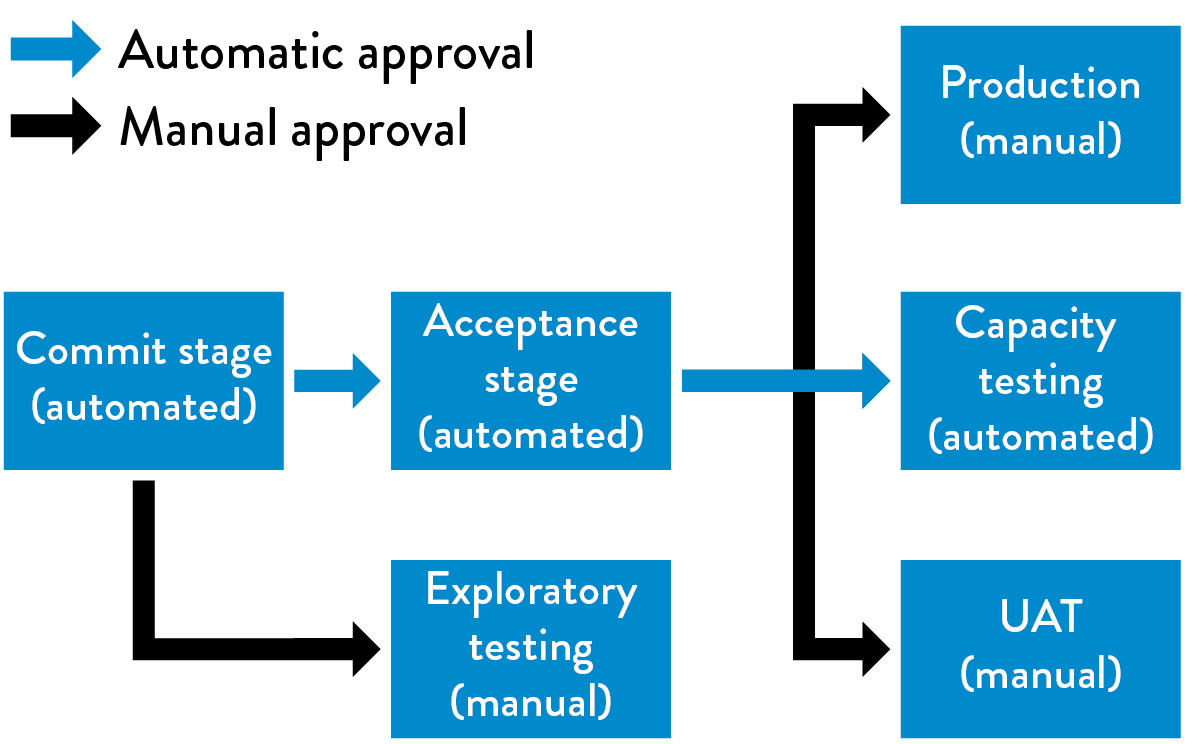 Automatic approval
Manual approval
Production
(manual)
Commit stage
(automated)
Acceptance
stage
(automated)
Capacity
testing
(automated)
Exploratory
testing
(manual)
UAT
(manual)